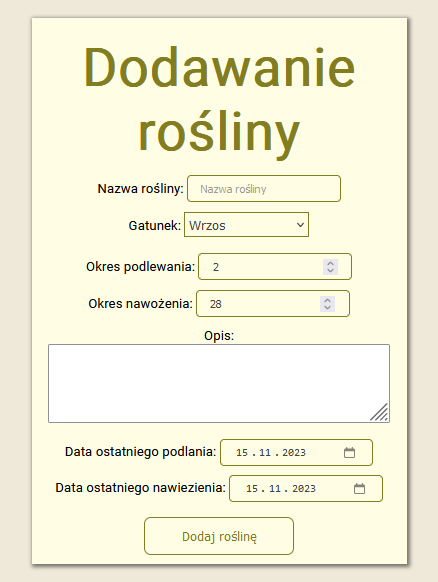 Dodawanie
rośliny
Nazwa rośliny: Nazwa rośliny
Gatunek: Wrzos
Okres podlewania: 2
Okres nawożenia: 28
Opis:
Data ostatniego podlania: 15.11.2023
Data ostatniego nawiezienia: 15.11.2023
Dodaj roślinę